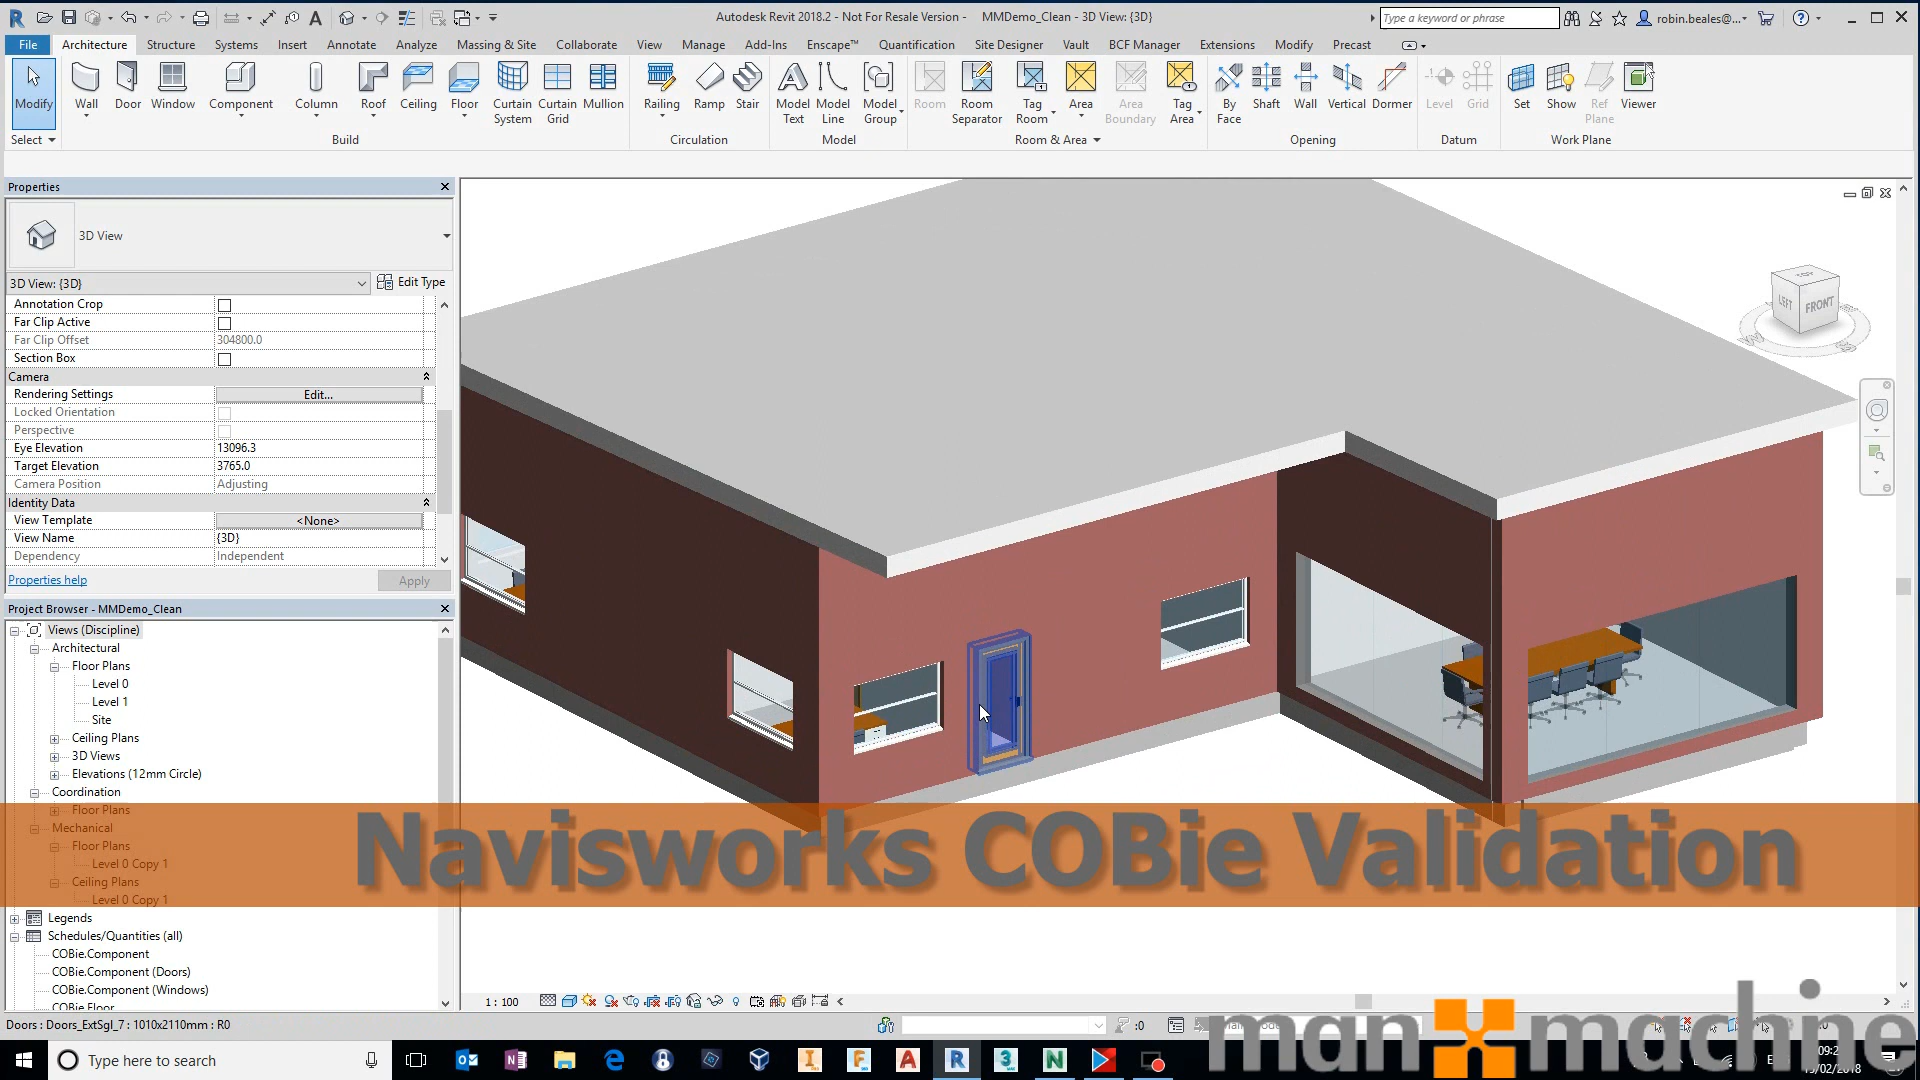 Autodesk Revit 2018.2 - Not For Resale Version -    MMDemo_Clean - 3D View: {3D}
Type a keyword or phrase
robin.beales@...
File Architecture Structure Systems Insert Annotate Analyze Massing & Site Collaborate View Manage Add-Ins Enscape™ Quantification Site Designer Vault BCF Manager Extensions Modify Precast
Modify Wall Door Window Component Column Roof Ceiling Floor Curtain System Curtain Grid Mullion Railing Ramp Stair Model Text Model Line Model Group Room Room Separator Tag Room Area Area Boundary Tag Area By Face Shaft Wall Vertical Dormer Level Grid Set Show Ref Plane Viewer
Select Build Circulation Model Room & Area Opening Datum Work Plane
Properties
3D View
3D View: {3D} Edit Type
Annotation Crop
Far Clip Active
Far Clip Offset 304800.0
Section Box
Camera
Rendering Settings Edit...
Locked Orientation
Perspective
Eye Elevation 13096.3
Target Elevation 3765.0
Camera Position Adjusting
Identity Data
View Template <None>
View Name {3D}
Dependency Independent
Properties help Apply
TOP
LEFT FRONT
Project Browser - MMDemo_Clean
Views (Discipline)
Architectural
Floor Plans
Level 0
Level 1
Site
Ceiling Plans
3D Views
Elevations (12mm Circle)
Coordination
Floor Plans
Mechanical
Floor Plans
Level 0 Copy 1
Ceiling Plans
Level 0 Copy 1
Navisworks COBie Validation
Legends
Schedules/Quantities (all)
COBie.Component
COBie.Component (Doors)
COBie.Component (Windows)
COBie.Floor
1 : 100
Doors : Doors_ExtSgl_7 : 1010x2110mm : R0
:0
man machine
Type here to search